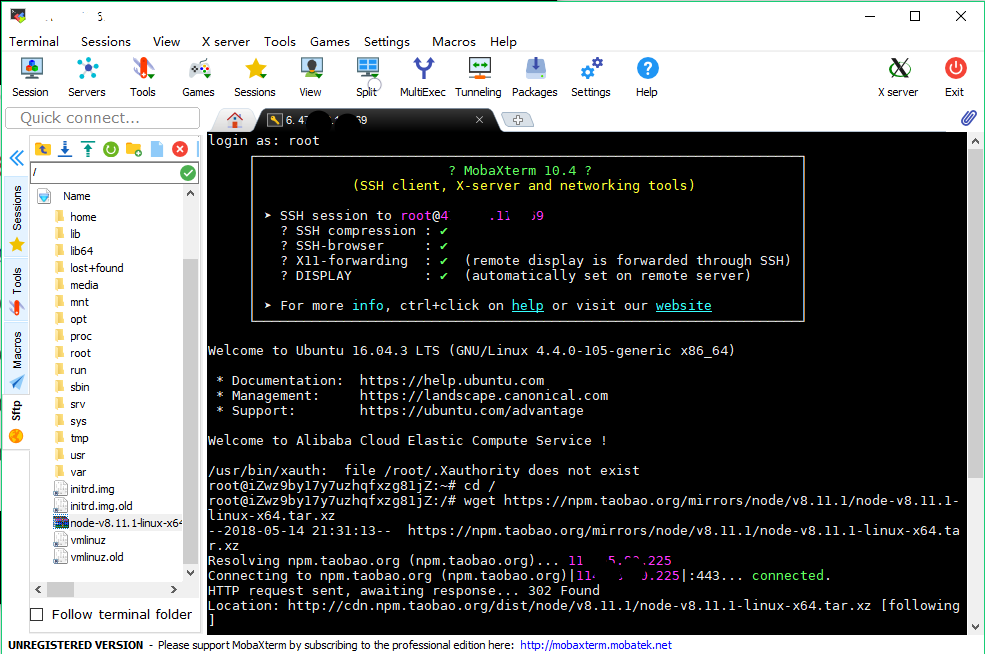 Terminal Sessions View X server Tools Games Settings Macros Help
Session Servers Tools Games Sessions View Split MultiExec Tunneling Packages Settings Help X server Exit
Quick connect...
6. 4
69
/
Name
home
lib
lib64
lost+found
media
mnt
opt
proc
root
run
sbin
srv
sys
tmp
usr
var
initrd.img
initrd.img.old
node-v8.11.1-linux-x64
vmlinuz
vmlinuz.old
Follow terminal folder
Sessions
Tools
Macros
Sftp
login as: root
? MobaXterm 10.4 ?
(SSH client, X-server and networking tools)
➤ SSH session to root@4
? SSH compression : ✔
? SSH-browser : ✔
? X11-forwarding : ✔ (remote display is forwarded through SSH)
? DISPLAY : ✔ (automatically set on remote server)
➤ For more info, ctrl+click on help or visit our website
Welcome to Ubuntu 16.04.3 LTS (GNU/Linux 4.4.0-105-generic x86_64)
* Documentation: https://help.ubuntu.com
* Management: https://landscape.canonical.com
* Support: https://ubuntu.com/advantage
Welcome to Alibaba Cloud Elastic Compute Service !
/usr/bin/xauth: file /root/.Xauthority does not exist
root@iZwz9by17y7uzhqfxzg81jZ:~# cd /
root@iZwz9by17y7uzhqfxzg81jZ:/# wget https://npm.taobao.org/mirrors/node/v8.11.1/node-v8.11.1-
linux-x64.tar.xz
--2018-05-14 21:31:13-- https://npm.taobao.org/mirrors/node/v8.11.1/node-v8.11.1-linux-x64.ta
r.xz
Resolving npm.taobao.org (npm.taobao.org)... 11 .225
Connecting to npm.taobao.org (npm.taobao.org)|11 .225|:443... connected.
HTTP request sent, awaiting response... 302 Found
Location: http://cdn.npm.taobao.org/dist/node/v8.11.1/node-v8.11.1-linux-x64.tar.xz [following
]
UNREGISTERED VERSION - Please support MobaXterm by subscribing to the professional edition here: http://mobaxterm.mobatek.net